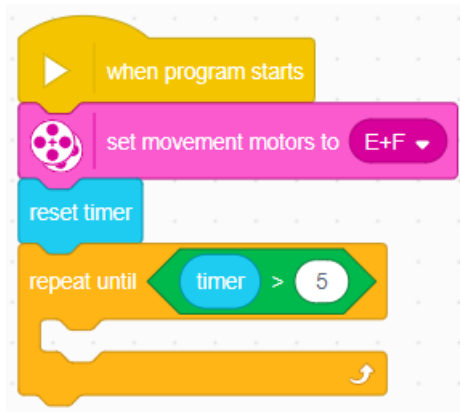 when program starts
set movement motors to E+F
reset timer
repeat until timer > 5